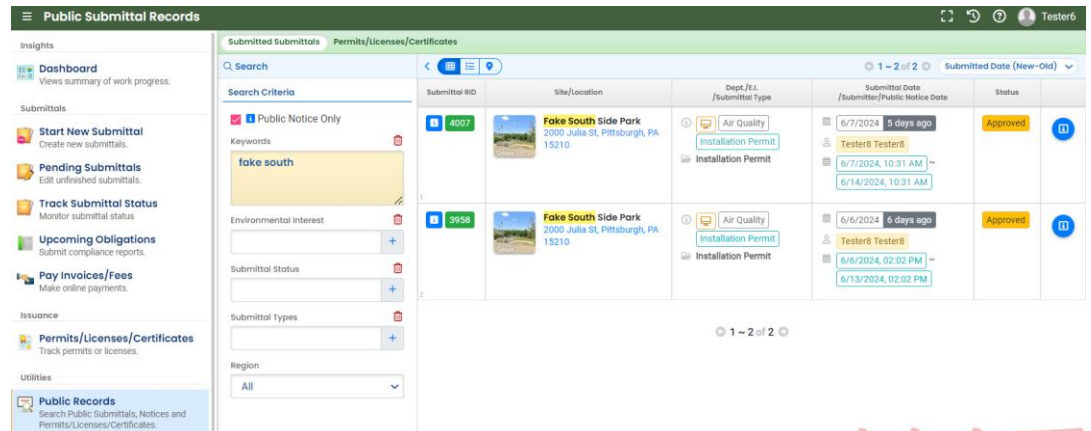 Public Submittal Records
Tester6
Insights
Dashboard
Views summary of work progress.
Submittals
Start New Submittal
Create new submittals.
Pending Submittals
Edit unfinished submittals.
Track Submittal Status
Monitor submittal status
Upcoming Obligations
Submit compliance reports.
Pay Invoices/Fees
Make online payments.
Issuance
Permits/Licenses/Certificates
Track permits or licenses.
Utilities
Public Records
Search Public Submittals, Notices and
Permits/Licenses/Certificates.
Submitted Submittals Permits/Licenses/Certificates
Search
Search Criteria
Public Notice Only
Keywords
fake south
Environmental Interest
Submittal Status
Submittal Types
Region
All
1 ~ 2 of 2 Submitted Date (New-Old)
Submittal RID Site/Location Dept./E.I. /Submittal Type Submittal Date /Submitter/Public Notice Date Status
4007
Fake South Side Park
2000 Julia St, Pittsburgh, PA
15210
Air Quality
Installation Permit
Installation Permit
6/7/2024 5 days ago
Tester8 Tester8
6/7/2024, 10:31 AM ~
6/14/2024, 10:31 AM
Approved
1
3958
Fake South Side Park
2000 Julia St, Pittsburgh, PA
15210
Air Quality
Installation Permit
Installation Permit
6/6/2024 6 days ago
Tester8 Tester8
6/6/2024, 02:02 PM ~
6/13/2024, 02:02 PM
Approved
2
1 ~ 2 of 2